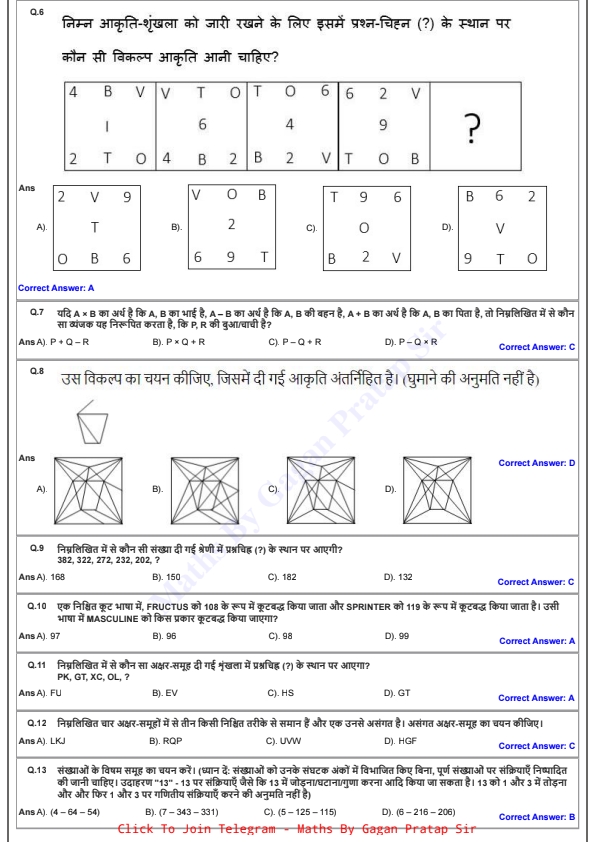 Q.6
निम्न आकृति-शृंखला को जारी रखने के लिए इसमें प्रश्न-चिह्न (?) के स्थान पर
कौन सी विकल्प आकृति आनी चाहिए?
4 B V V T O T O 6 6 2 V
I 6 4 9 ?
2 T O 4 B 2 B 2 V T O B
Ans
2 V 9 V O B T 9 6 B 6 2
A). T B). 2 C). O D). V
O B 6 6 9 T B 2 V 9 T O
Correct Answer: A
Q.7 यदि A × B का अर्थ है कि A, B का भाई है, A – B का अर्थ है कि A, B की बहन है, A + B का अर्थ है कि A, B का पिता है, तो निम्नलिखित में से कौन
सा व्यंजक यह निरूपित करता है, कि P, R की बुआ/चाची है?
Ans A). P + Q – R B). P × Q + R C). P – Q + R D). P – Q × R
Correct Answer: C
Q.8
उस विकल्प का चयन कीजिए, जिसमें दी गई आकृति अंतर्निहित है। (घुमाने की अनुमति नहीं है)
Ans
Correct Answer: D
A). B). C). D).
Q.9 निम्नलिखित में से कौन सी संख्या दी गई श्रेणी में प्रश्नचिह्न (?) के स्थान पर आएगी?
382, 322, 272, 232, 202, ?
Ans A). 168 B). 150 C). 182 D). 132
Correct Answer: C
Q.10 एक निश्चित कूट भाषा में, FRUCTUS को 108 के रूप में कूटबद्ध किया जाता और SPRINTER को 119 के रूप में कूटबद्ध किया जाता है। उसी
भाषा में MASCULINE को किस प्रकार कूटबद्ध किया जाएगा?
Ans A). 97 B). 96 C). 98 D). 99
Correct Answer: A
Q.11 निम्नलिखित में से कौन सा अक्षर-समूह दी गई शृंखला में प्रश्नचिह्न (?) के स्थान पर आएगा?
PK, GT, XC, OL, ?
Ans A). FU B). EV C). HS D). GT
Correct Answer: A
Q.12 निम्नलिखित चार अक्षर-समूहों में से तीन किसी निश्चित तरीके से समान हैं और एक उनसे असंगत है। असंगत अक्षर-समूह का चयन कीजिए।
Ans A). LKJ B). RQP C). UVW D). HGF
Correct Answer: C
Q.13 संख्याओं के विषम समूह का चयन करें। (ध्यान दें: संख्याओं को उनके संघटक अंकों में विभाजित किए बिना, पूर्ण संख्याओं पर संक्रियाएँ निष्पादित
की जानी चाहिए। उदाहरण "13" - 13 पर संक्रियाएँ जैसे कि 13 में जोड़ना/घटाना/गुणा करना आदि किया जा सकता है। 13 को 1 और 3 में तोड़ना
और और फिर 1 और 3 पर गणितीय संक्रियाएँ करने की अनुमति नहीं है)
Ans A). (4 – 64 – 54) B). (7 – 343 – 331) C). (5 – 125 – 115) D). (6 – 216 – 206)
Correct Answer: B
Click To Join Telegram - Maths By Gagan Pratap Sir
Maths By Gagan Pratap Sir